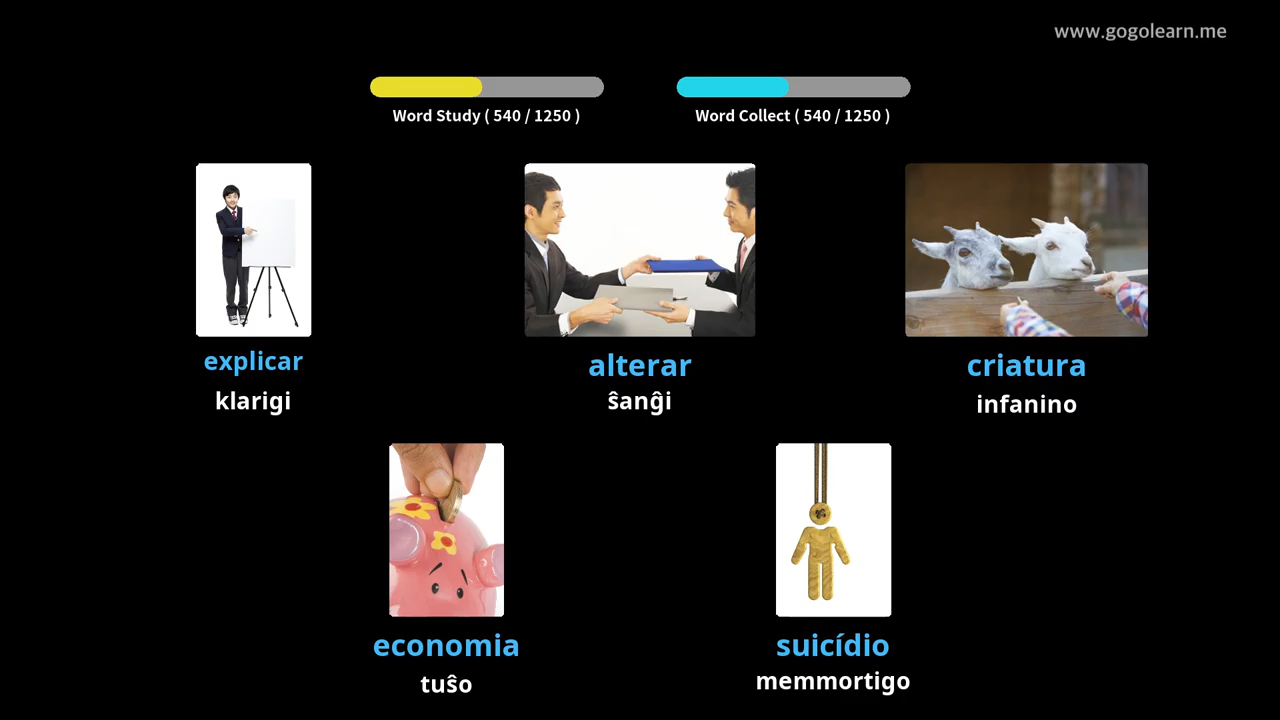 www.gogolearn.me
Word Study ( 540 / 1250 )
Word Collect ( 540 / 1250 )
explicar
klarigi
alterar
ŝanĝi
criatura
infanino
economia
tuŝo
suicídio
memmortigo